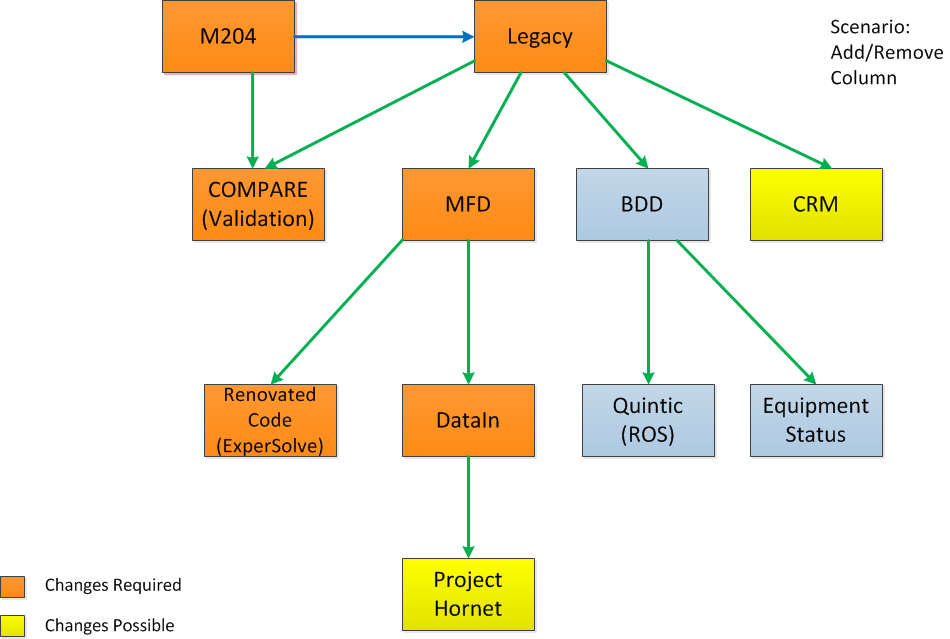 M204
Legacy
Scenario:
Add/Remove
Column
COMPARE
(Validation)
MFD
BDD
CRM
Renovated
Code
(ExperSolve)
DataIn
Quintic
(ROS)
Equipment
Status
Project
Hornet
Changes Required
Changes Possible